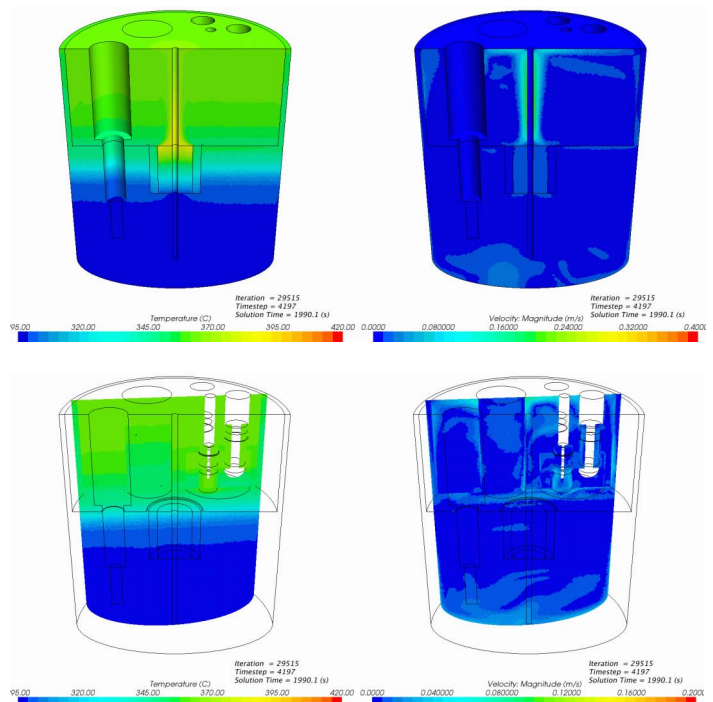 Iteration = 29515
Timestep = 4197
Solution Time = 1990.1 (s)
Temperature (C)
95.00 320.00 345.00 370.00 395.00 420.00
Iteration = 29515
Timestep = 4197
Solution Time = 1990.1 (s)
Velocity: Magnitude (m/s)
0.0000 0.080000 0.16000 0.24000 0.32000 0.4000
Iteration = 29515
Timestep = 4197
Solution Time = 1990.1 (s)
Temperature (C)
95.00 320.00 345.00 370.00 395.00 420.00
Iteration = 29515
Timestep = 4197
Solution Time = 1990.1 (s)
Velocity: Magnitude (m/s)
0.0000 0.040000 0.080000 0.12000 0.16000 0.2000